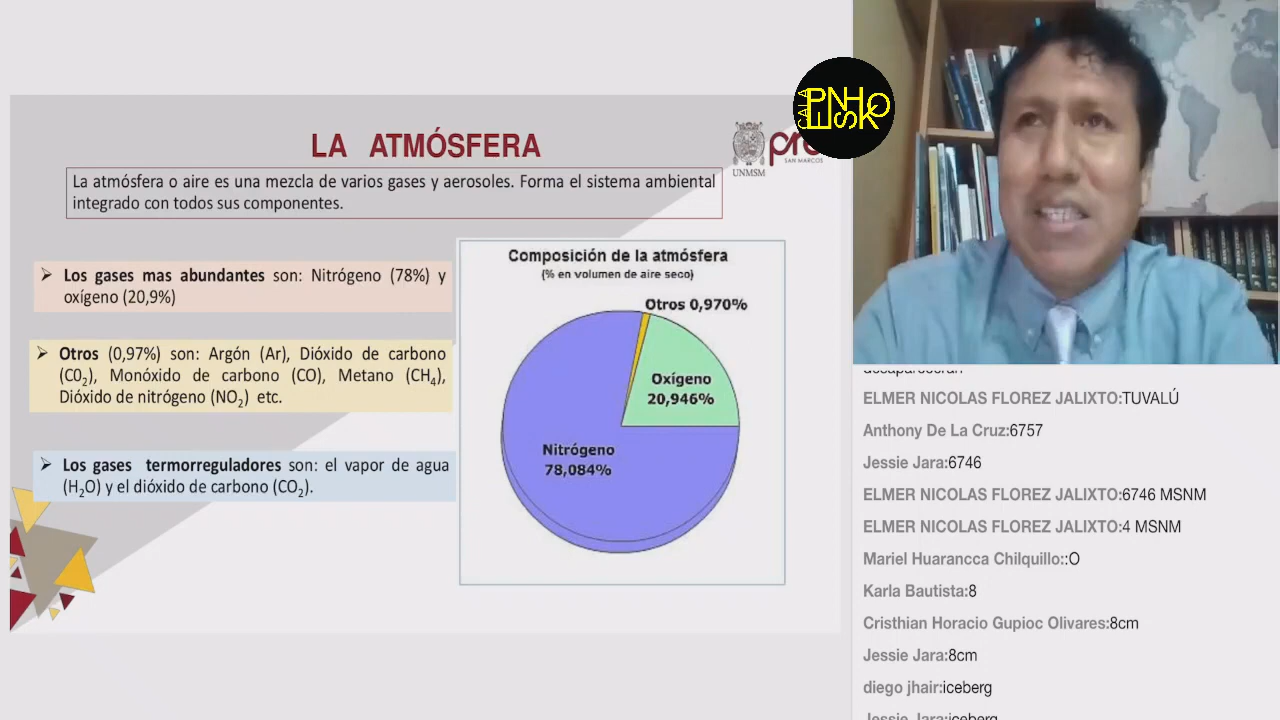 LA ATMÓSFERA
La atmósfera o aire es una mezcla de varios gases y aerosoles. Forma el sistema ambiental
integrado con todos sus componentes.
UNMSM
SAN MARCOS
➢ Los gases mas abundantes son: Nitrógeno (78%) y
oxígeno (20,9%)
➢ Otros (0,97%) son: Argón (Ar), Dióxido de carbono
(C0₂), Monóxido de carbono (CO), Metano (CH₄),
Dióxido de nitrógeno (NO₂) etc.
➢ Los gases termorreguladores son: el vapor de agua
(H₂O) y el dióxido de carbono (CO₂).
Composición de la atmósfera
(% en volumen de aire seco)
Otros 0,970%
Oxígeno
20,946%
Nitrógeno
78,084%
ELMER NICOLAS FLOREZ JALIXTO:TUVALÚ
Anthony De La Cruz:6757
Jessie Jara:6746
ELMER NICOLAS FLOREZ JALIXTO:6746 MSNM
ELMER NICOLAS FLOREZ JALIXTO:4 MSNM
Mariel Huarancca Chilquillo::O
Karla Bautista:8
Cristhian Horacio Gupioc Olivares:8cm
Jessie Jara:8cm
diego jhair:iceberg
Jessie Jara:iceberg